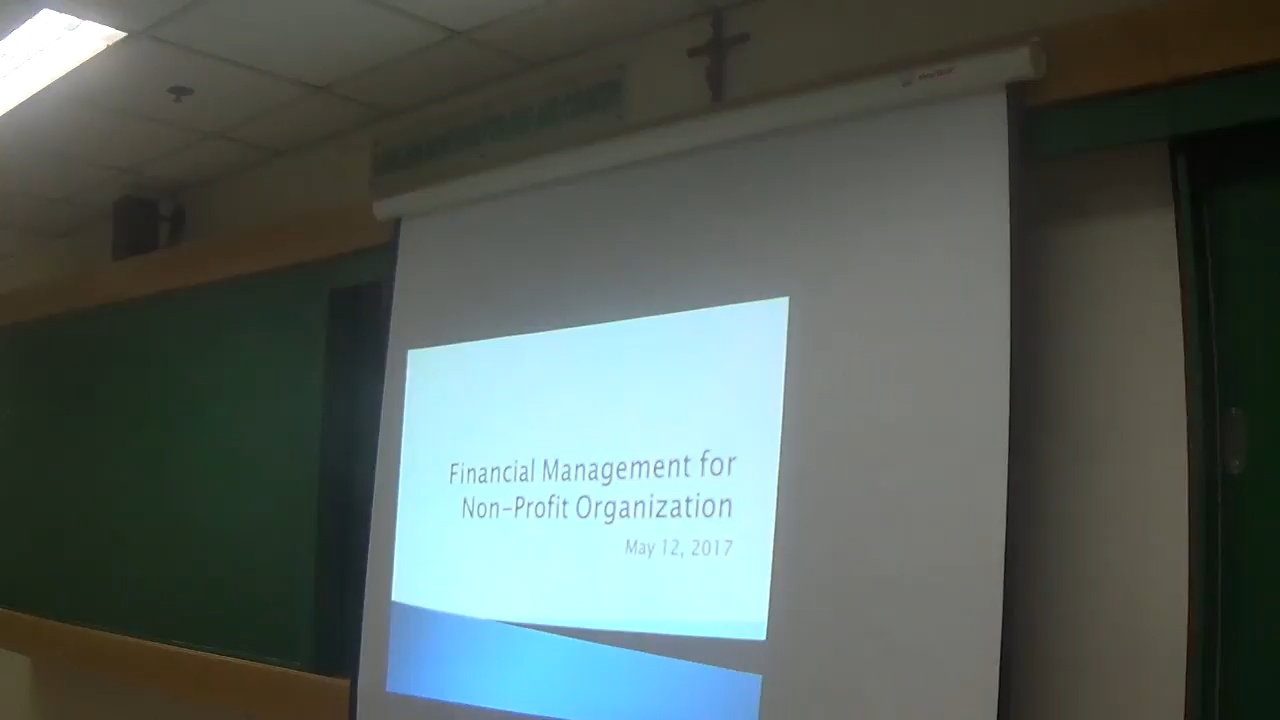 Financial Management for
Non-Profit Organization
May 12, 2017